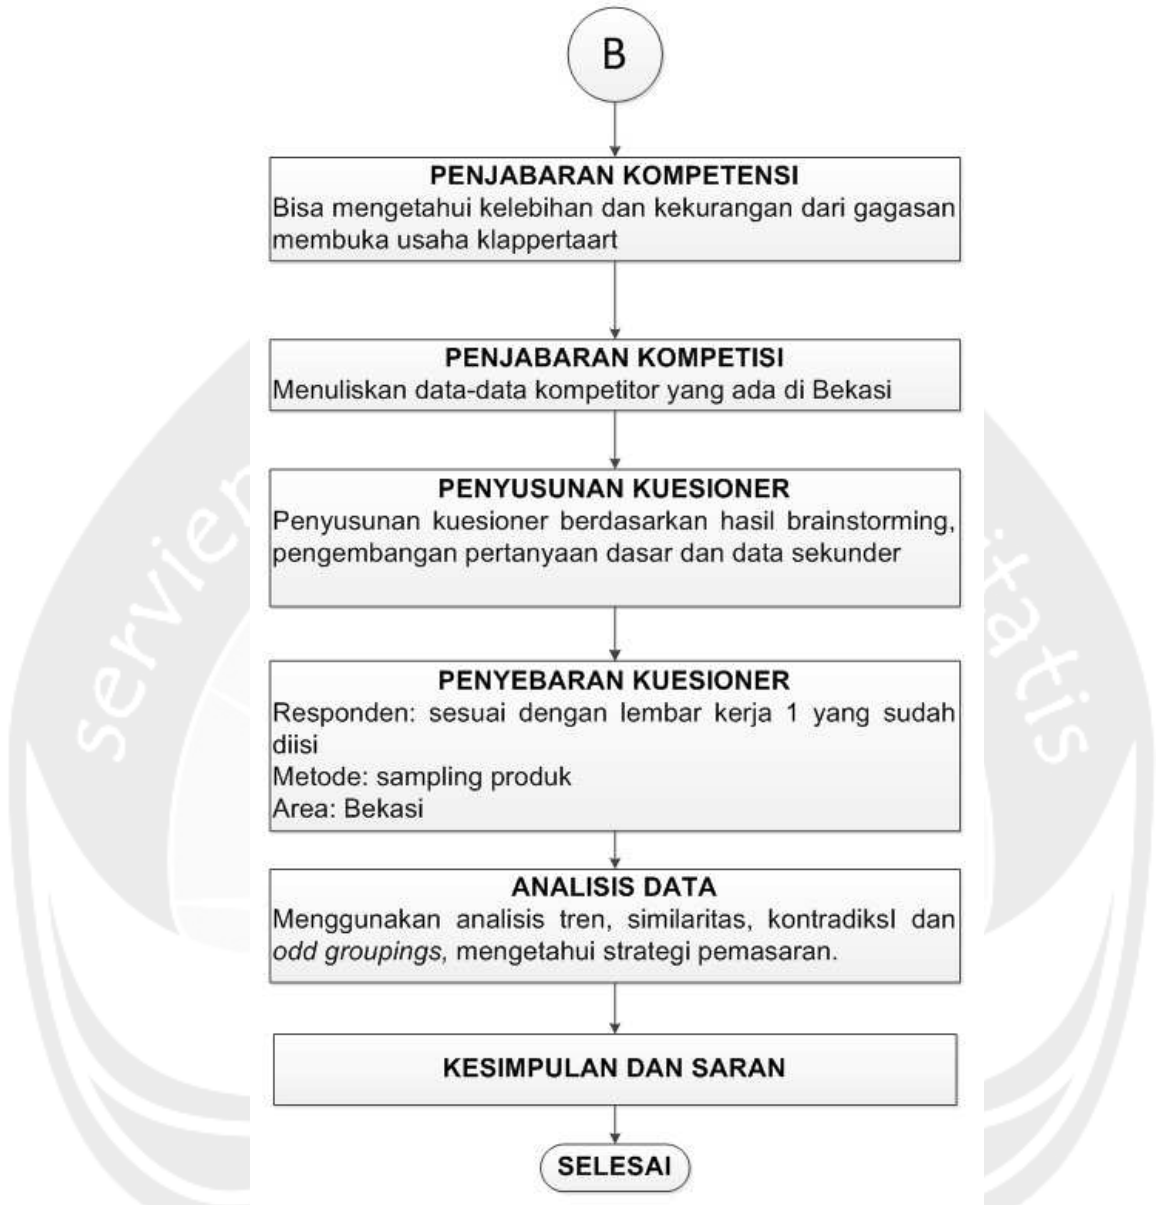 B
PENJABARAN KOMPETENSI
Bisa mengetahui kelebihan dan kekurangan dari gagasan
membuka usaha klappertaart
PENJABARAN KOMPETISI
Menuliskan data-data kompetitor yang ada di Bekasi
PENYUSUNAN KUESIONER
Penyusunan kuesioner berdasarkan hasil brainstorming,
pengembangan pertanyaan dasar dan data sekunder
PENYEBARAN KUESIONER
Responden: sesuai dengan lembar kerja 1 yang sudah
diisi
Metode: sampling produk
Area: Bekasi
ANALISIS DATA
Menggunakan analisis tren, similaritas, kontradiksI dan
odd groupings, mengetahui strategi pemasaran.
KESIMPULAN DAN SARAN
SELESAI